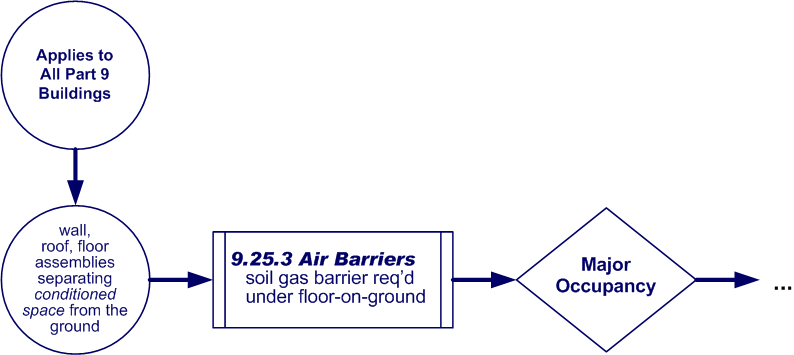 Applies to
All Part 9
Buildings
wall,
roof, floor
assemblies
separating
conditioned
space from the
ground
9.25.3 Air Barriers
soil gas barrier req'd
under floor-on-ground
Major
Occupancy
...